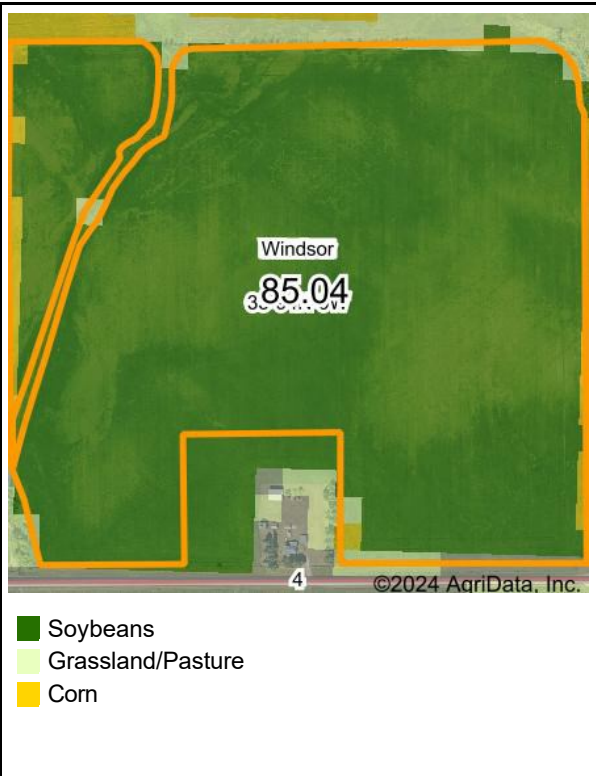 Windsor
85.04
4
©2024 AgriData, Inc.
Soybeans
Grassland/Pasture
Corn